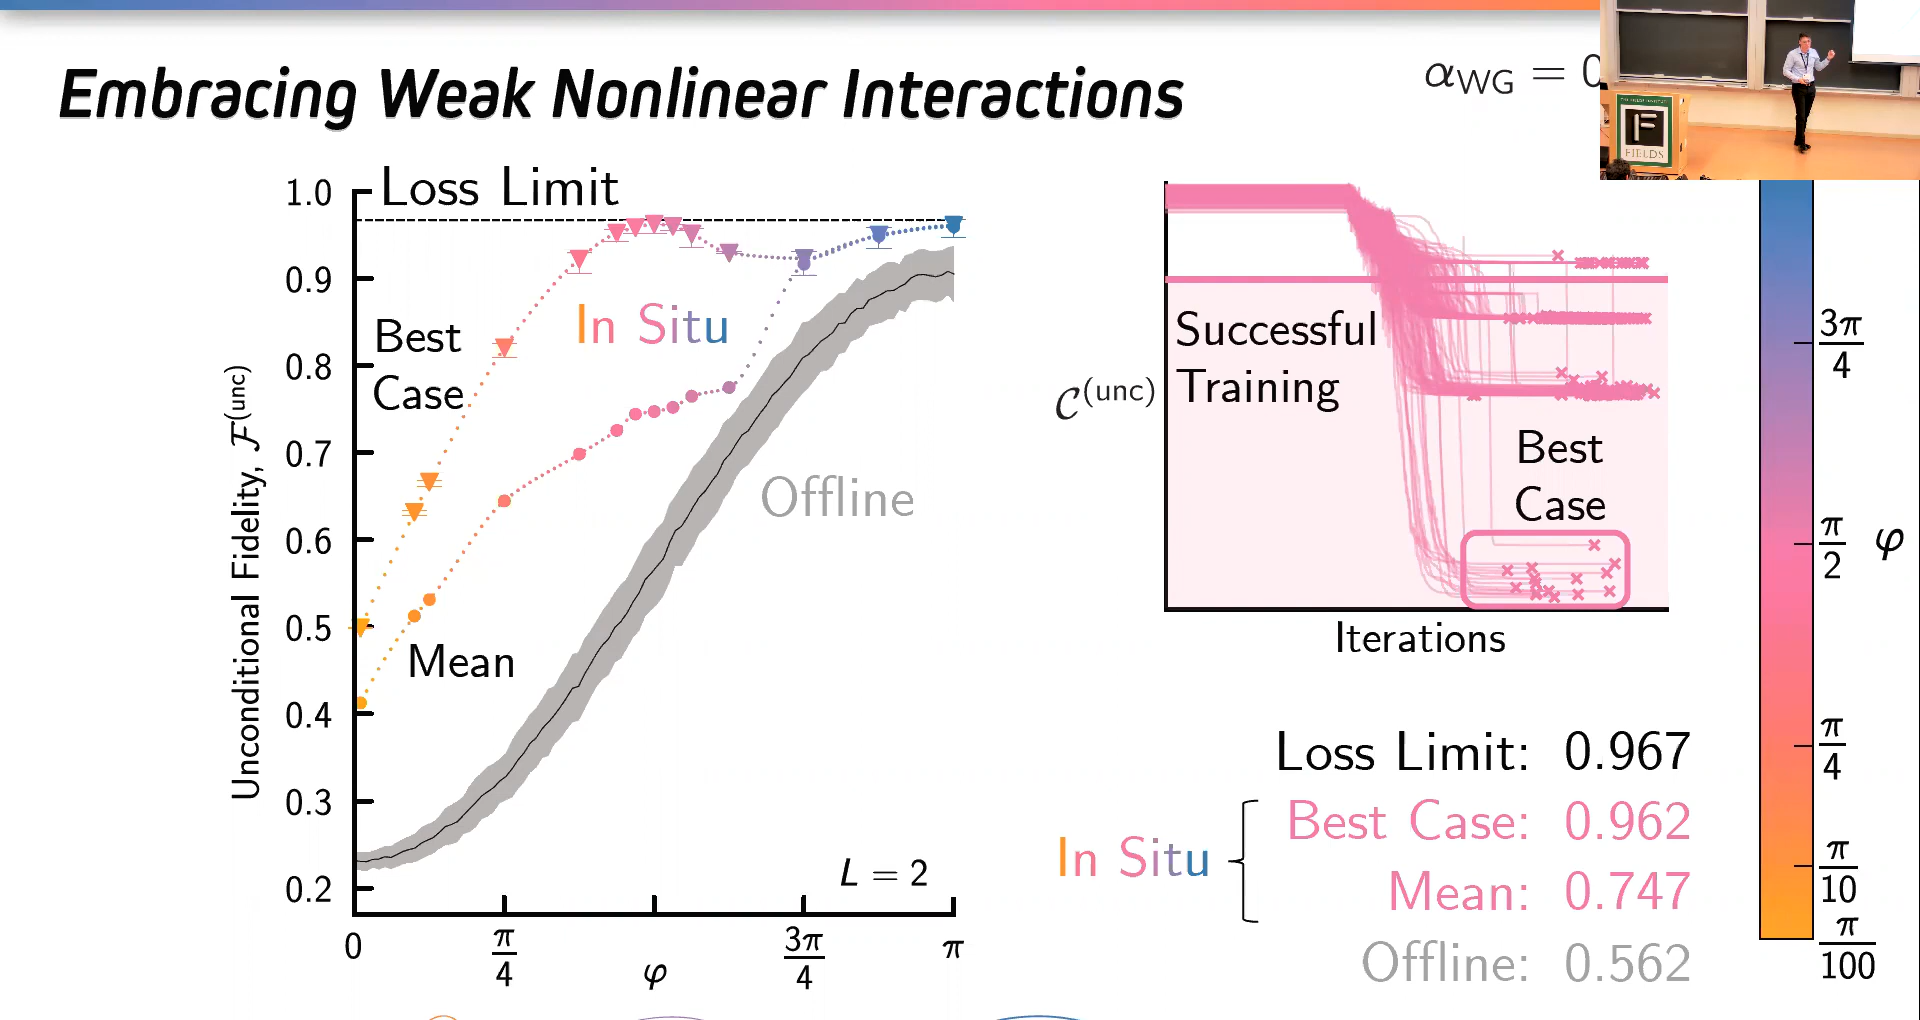 Embracing Weak Nonlinear Interactions
α_WG = 0
FIELDS
Loss Limit
1.0
0.9
0.8
0.7
0.6
0.5
0.4
0.3
0.2
Unconditional Fidelity, 𝓕^(unc)
Best
Case
In Situ
Mean
Offline
L = 2
0
π/4
φ
3π/4
π
𝒞^(unc)
Successful
Training
Best
Case
Iterations
Loss Limit: 0.967
In Situ
Best Case: 0.962
Mean: 0.747
Offline: 0.562
3π/4
π/2
φ
π/4
π/10
π/100